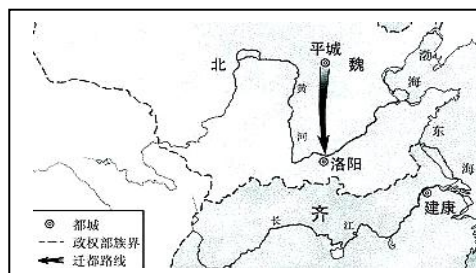 北 魏
平城
渤
海
黄
河
东
海
洛阳
建康
齐
长 江
都城
政权部族界
迁都路线